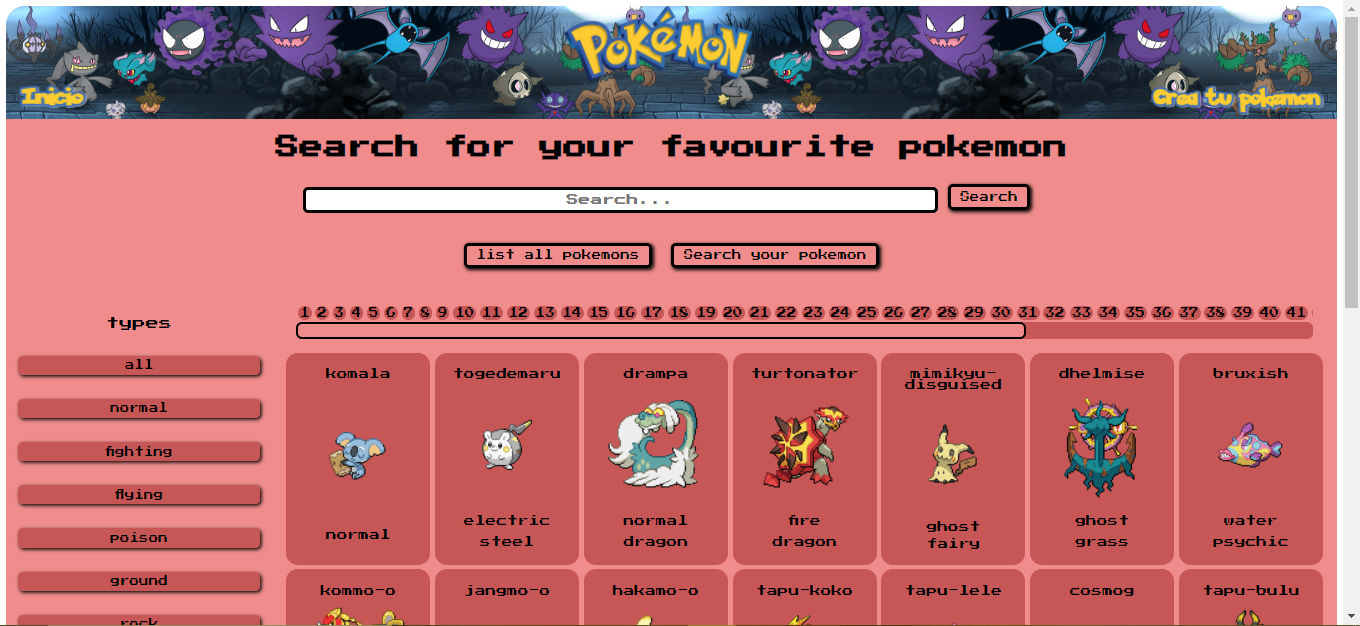 POKéMON
Inicio
Crea tu pokemon
Search for your favourite pokemon
Search...
Search
list all pokemons
Search your pokemon
types
1 2 3 4 5 6 7 8 9 10 11 12 13 14 15 16 17 18 19 20 21 22 23 24 25 26 27 28 29 30 31 32 33 34 35 36 37 38 39 40 41
all
normal
fighting
flying
poison
ground
rock
komala
normal
togedemaru
electric
steel
drampa
normal
dragon
turtonator
fire
dragon
mimikyu-
disguised
ghost
fairy
dhelmise
ghost
grass
bruxish
water
psychic
kommo-o
jangmo-o
hakamo-o
tapu-koko
tapu-lele
cosmog
tapu-bulu